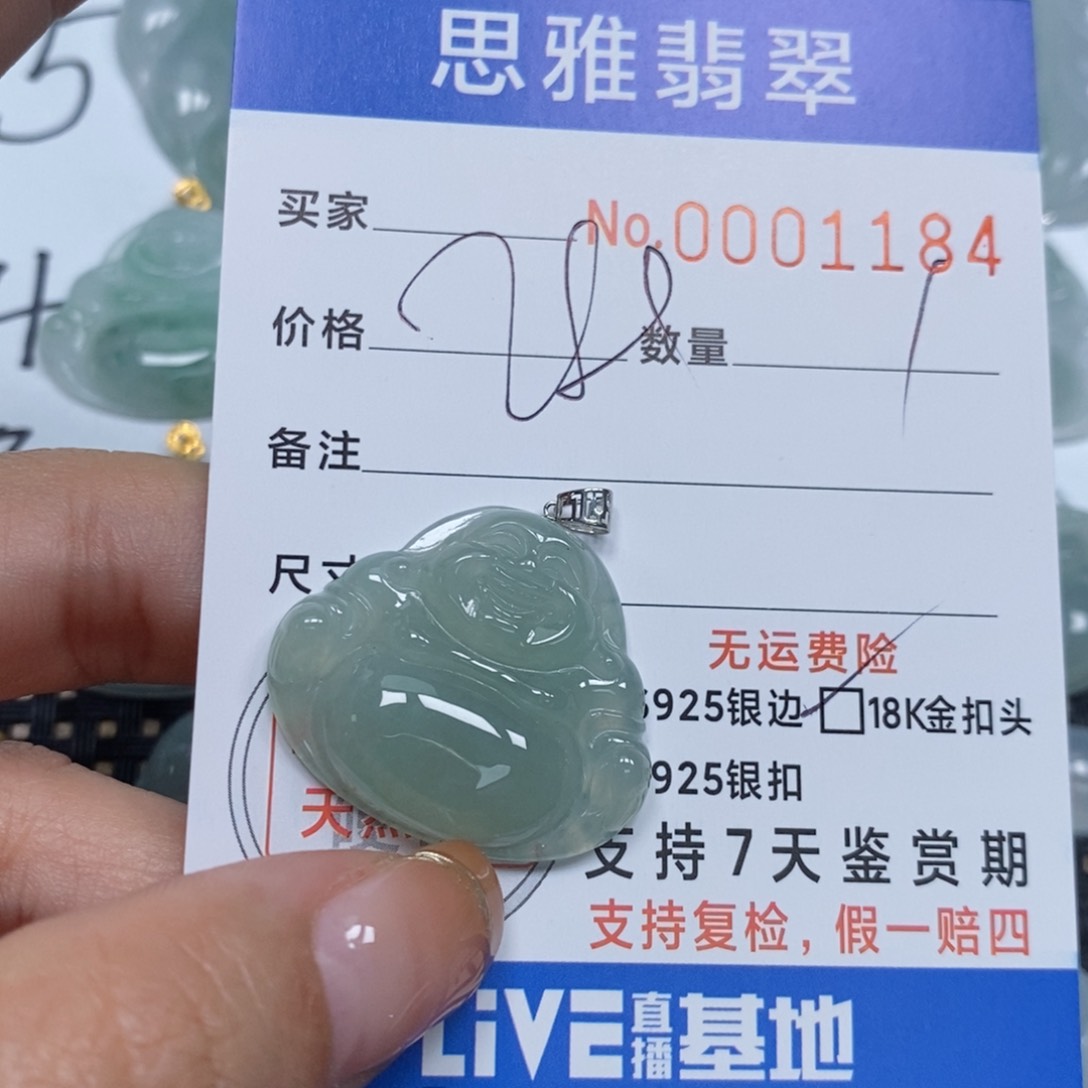 思雅翡翠
买家
No.0001184
价格
数量 1
备注
尺寸
无运费险
S925银边 18K金扣头
925银扣
支持7天鉴赏期
支持复检，假一赔四
LiVE直播基地
5